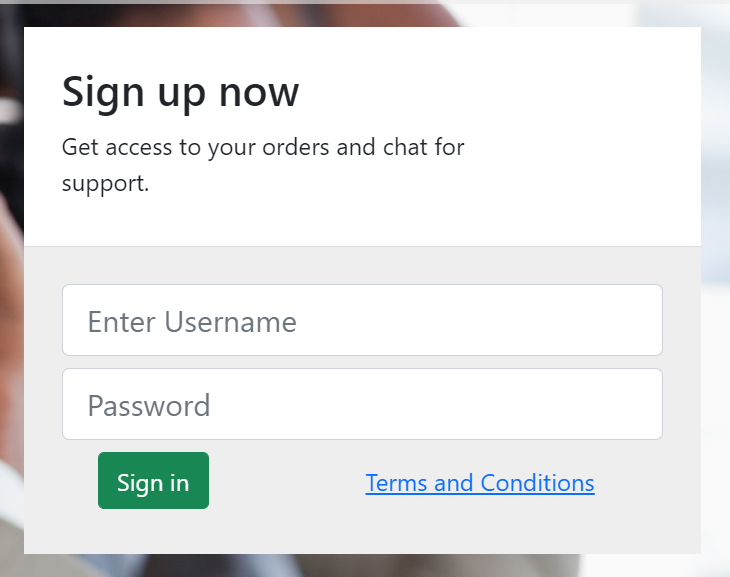 Sign up now
Get access to your orders and chat for
support.
Enter Username
Password
Sign in
Terms and Conditions